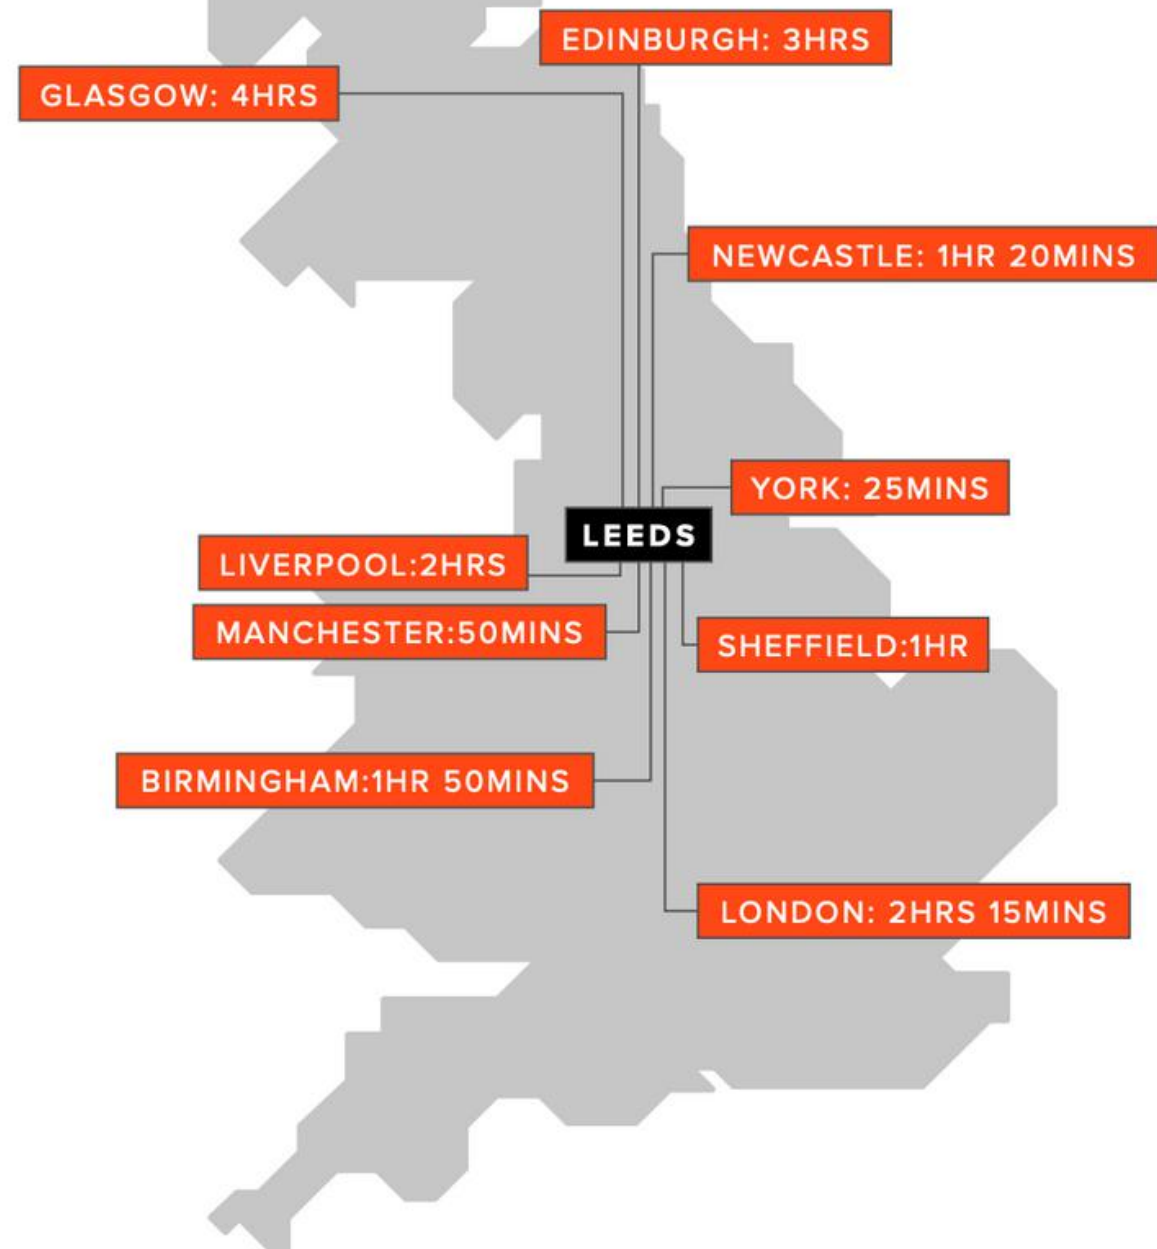 EDINBURGH: 3HRS
GLASGOW: 4HRS
NEWCASTLE: 1HR 20MINS
YORK: 25MINS
LEEDS
LIVERPOOL:2HRS
MANCHESTER:50MINS
SHEFFIELD:1HR
BIRMINGHAM:1HR 50MINS
LONDON: 2HRS 15MINS